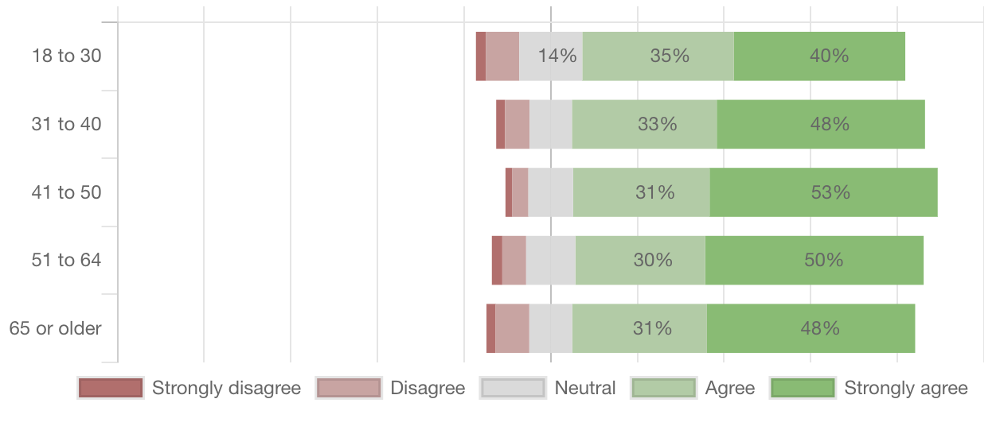 18 to 30 14% 35% 40%
31 to 40 33% 48%
41 to 50 31% 53%
51 to 64 30% 50%
65 or older 31% 48%
Strongly disagree Disagree Neutral Agree Strongly agree